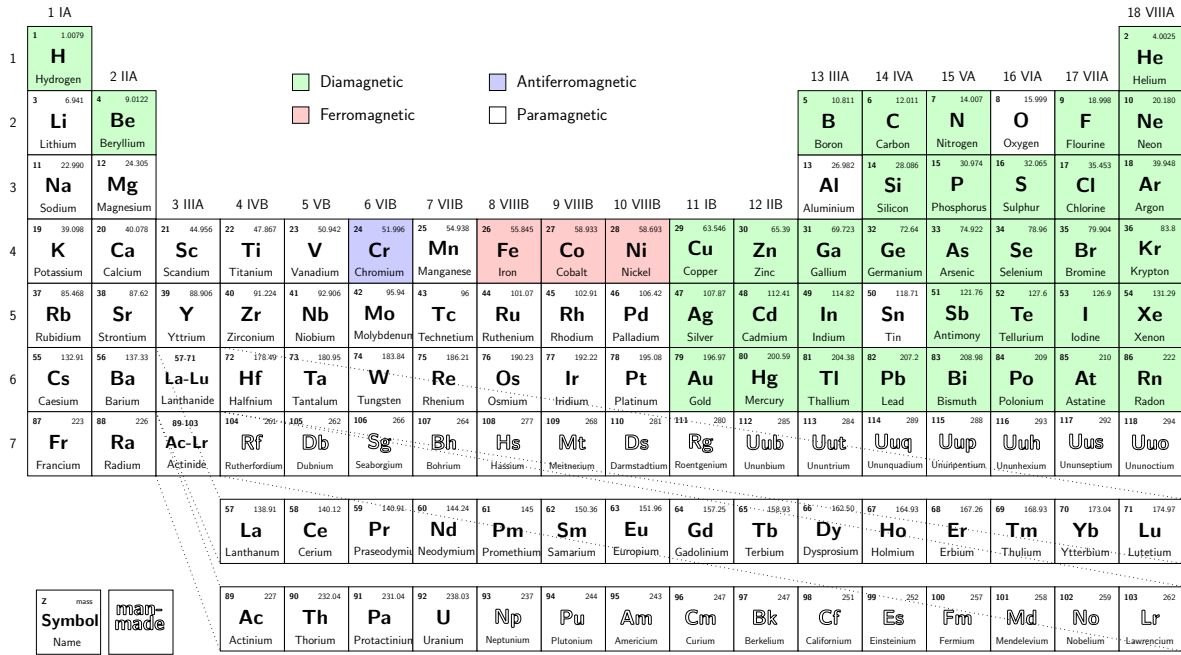 1 IA
18 VIIIA
1 1.0079 2 4.0025
1 H He
Hydrogen Helium
2 IIA 13 IIIA 14 IVA 15 VA 16 VIA 17 VIIA
Diamagnetic Antiferromagnetic
Ferromagnetic Paramagnetic
3 6.941 4 9.0122 5 10.811 6 12.011 7 14.007 8 15.999 9 18.998 10 20.180
2 Li Be B C N O F Ne
Lithium Beryllium Boron Carbon Nitrogen Oxygen Flourine Neon
11 22.990 12 24.305 13 26.982 14 28.086 15 30.974 16 32.065 17 35.453 18 39.948
3 Na Mg Al Si P S Cl Ar
Sodium Magnesium Aluminium Silicon Phosphorus Sulphur Chlorine Argon
3 IIIA 4 IVB 5 VB 6 VIB 7 VIIB 8 VIIIB 9 VIIIB 10 VIIIB 11 IB 12 IIB
19 39.098 20 40.078 21 44.956 22 47.867 23 50.942 24 51.996 25 54.938 26 55.845 27 58.933 28 58.693 29 63.546 30 65.39 31 69.723 32 72.64 33 74.922 34 78.96 35 79.904 36 83.8
4 K Ca Sc Ti V Cr Mn Fe Co Ni Cu Zn Ga Ge As Se Br Kr
Potassium Calcium Scandium Titanium Vanadium Chromium Manganese Iron Cobalt Nickel Copper Zinc Gallium Germanium Arsenic Selenium Bromine Krypton
37 85.468 38 87.62 39 88.906 40 91.224 41 92.906 42 95.94 43 96 44 101.07 45 102.91 46 106.42 47 107.87 48 112.41 49 114.82 50 118.71 51 121.76 52 127.6 53 126.9 54 131.29
5 Rb Sr Y Zr Nb Mo Tc Ru Rh Pd Ag Cd In Sn Sb Te I Xe
Rubidium Strontium Yttrium Zirconium Niobium Molybdenum Technetium Ruthenium Rhodium Palladium Silver Cadmium Indium Tin Antimony Tellurium Iodine Xenon
55 132.91 56 137.33 57-71 72 178.49 73 180.95 74 183.84 75 186.21 76 190.23 77 192.22 78 195.08 79 196.97 80 200.59 81 204.38 82 207.2 83 208.98 84 209 85 210 86 222
6 Cs Ba La-Lu Hf Ta W Re Os Ir Pt Au Hg Tl Pb Bi Po At Rn
Caesium Barium Lanthanide Halfnium Tantalum Tungsten Rhenium Osmium Iridium Platinum Gold Mercury Thallium Lead Bismuth Polonium Astatine Radon
87 223 88 226 89-103 104 261 105 262 106 266 107 264 108 277 109 268 110 281 111 280 112 285 113 284 114 289 115 288 116 293 117 292 118 294
7 Fr Ra Ac-Lr Rf Db Sg Bh Hs Mt Ds Rg Uub Uut Uuq Uup Uuh Uus Uuo
Francium Radium Actinide Rutherfordium Dubnium Seaborgium Bohrium Hassium Meitnerium Darmstadtium Roentgenium Ununbium Ununtrium Ununquadium Ununpentium Ununhexium Ununseptium Ununoctium
57 138.91 58 140.12 59 140.91 60 144.24 61 145 62 150.36 63 151.96 64 157.25 65 158.93 66 162.50 67 164.93 68 167.26 69 168.93 70 173.04 71 174.97
La Ce Pr Nd Pm Sm Eu Gd Tb Dy Ho Er Tm Yb Lu
Lanthanum Cerium Praseodymiu Neodymium Promethium Samarium Europium Gadolinium Terbium Dysprosium Holmium Erbium Thulium Ytterbium Lutetium
89 227 90 232.04 91 231.04 92 238.03 93 237 94 244 95 243 96 247 97 247 98 251 99 252 100 257 101 258 102 259 103 262
Ac Th Pa U Np Pu Am Cm Bk Cf Es Fm Md No Lr
Actinium Thorium Protactinium Uranium Neptunium Plutonium Americium Curium Berkelium Californium Einsteinium Fermium Mendelevium Nobelium Lawrencium
Z mass
Symbol
Name
man-
made